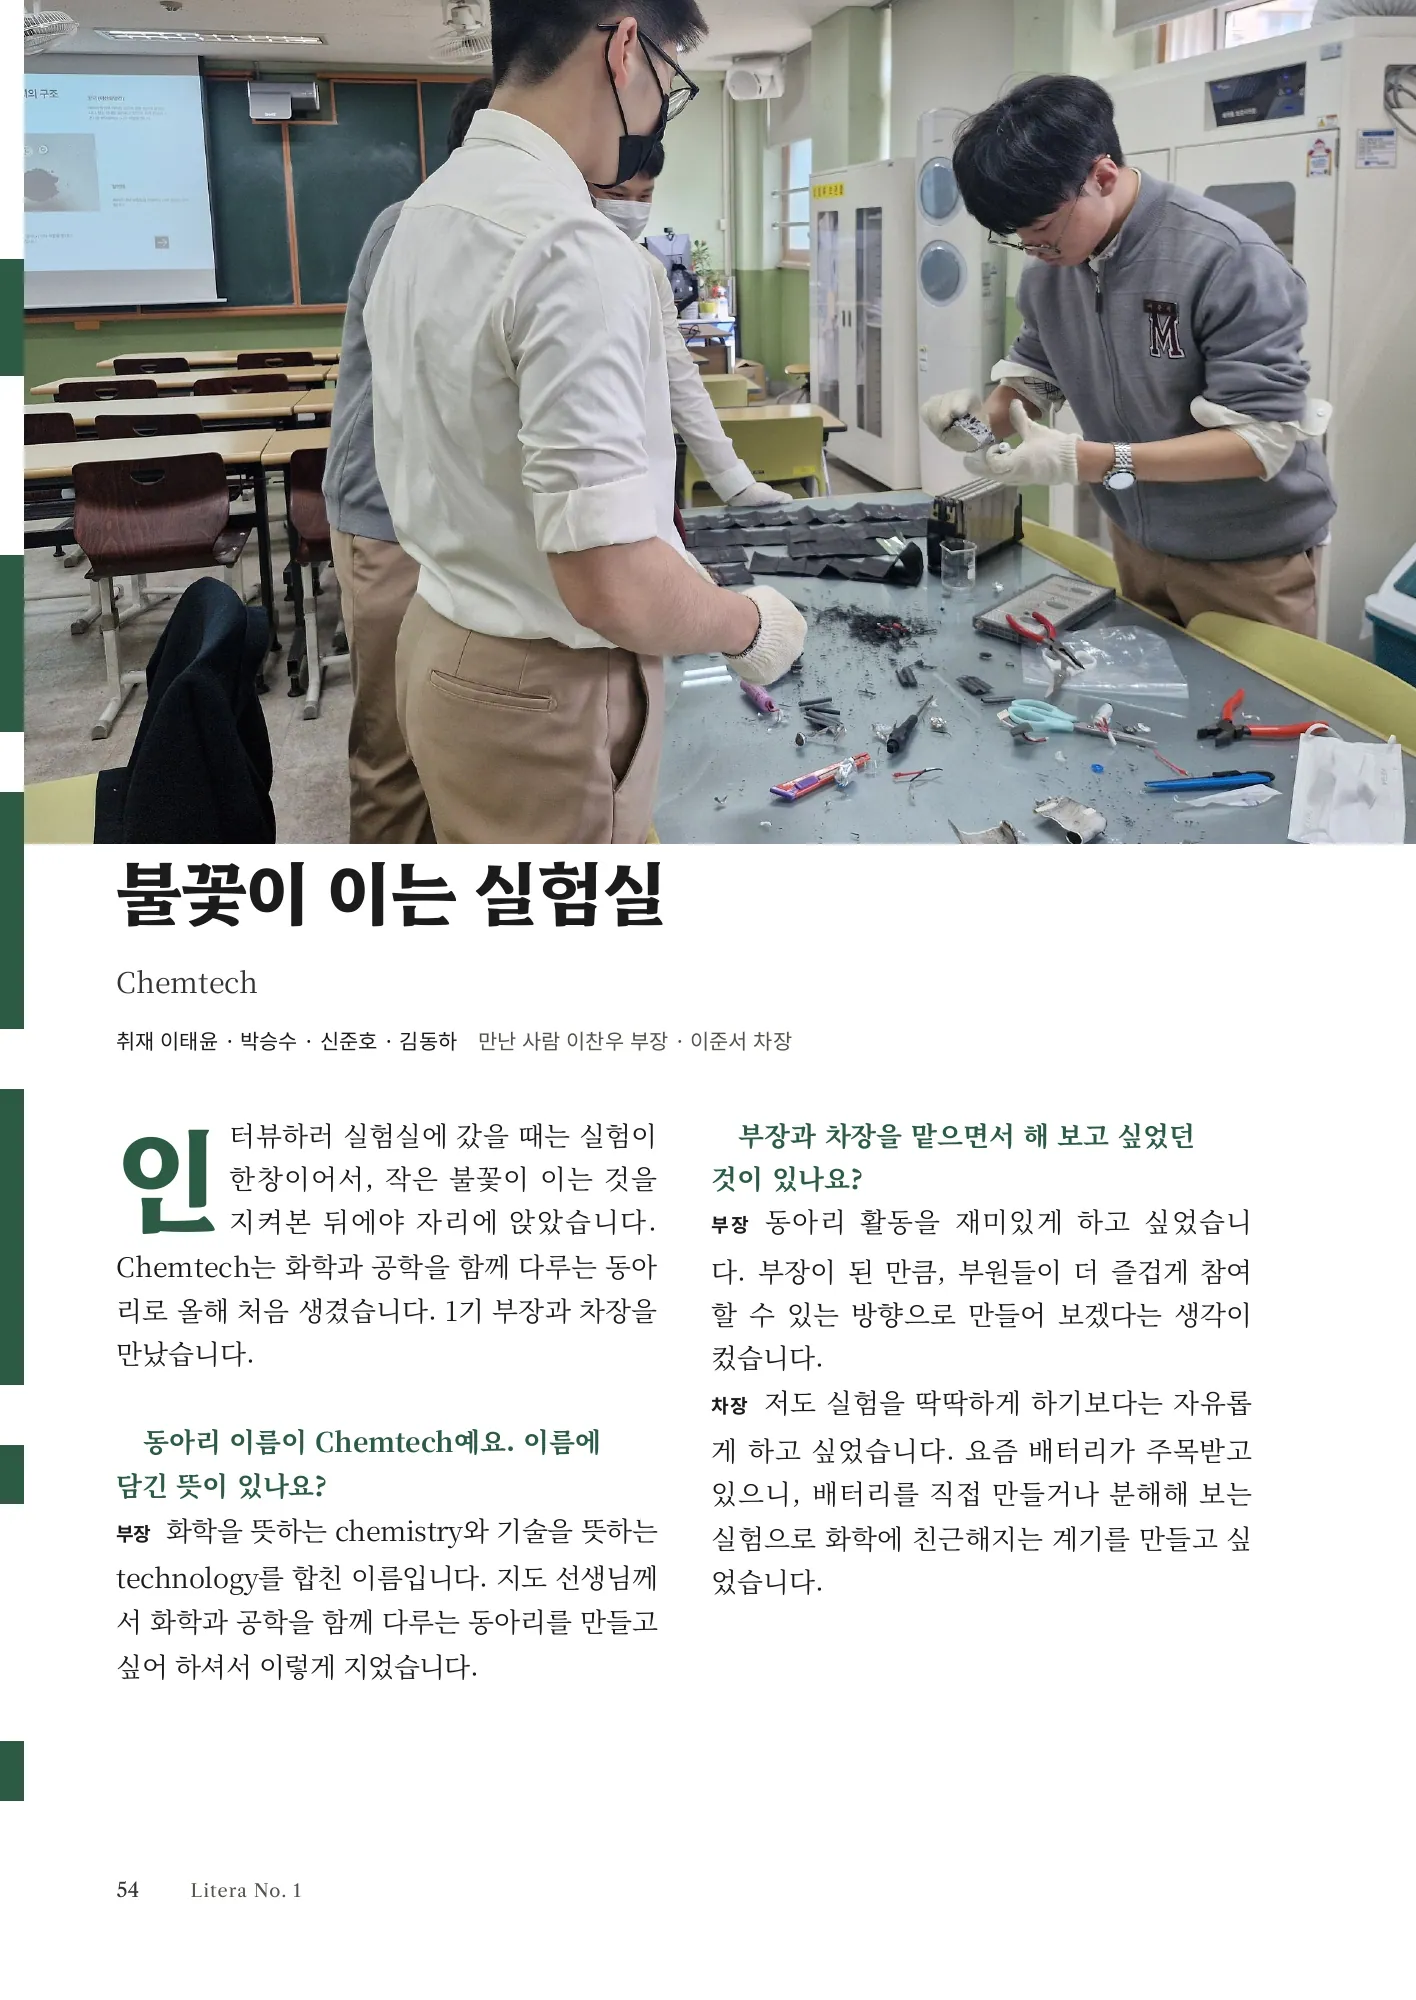 의 구조
M
불꽃이 이는 실험실
Chemtech
취재 이태윤 · 박승수 · 신준호 · 김동하 만난 사람 이찬우 부장 · 이준서 차장
인터뷰하러 실험실에 갔을 때는 실험이
한창이어서, 작은 불꽃이 이는 것을
지켜본 뒤에야 자리에 앉았습니다.
Chemtech는 화학과 공학을 함께 다루는 동아
리로 올해 처음 생겼습니다. 1기 부장과 차장을
만났습니다.
동아리 이름이 Chemtech예요. 이름에
담긴 뜻이 있나요?
부장 화학을 뜻하는 chemistry와 기술을 뜻하는
technology를 합친 이름입니다. 지도 선생님께
서 화학과 공학을 함께 다루는 동아리를 만들고
싶어 하셔서 이렇게 지었습니다.
부장과 차장을 맡으면서 해 보고 싶었던
것이 있나요?
부장 동아리 활동을 재미있게 하고 싶었습니
다. 부장이 된 만큼, 부원들이 더 즐겁게 참여
할 수 있는 방향으로 만들어 보겠다는 생각이
컸습니다.
차장 저도 실험을 딱딱하게 하기보다는 자유롭
게 하고 싶었습니다. 요즘 배터리가 주목받고
있으니, 배터리를 직접 만들거나 분해해 보는
실험으로 화학에 친근해지는 계기를 만들고 싶
었습니다.
54 Litera No. 1